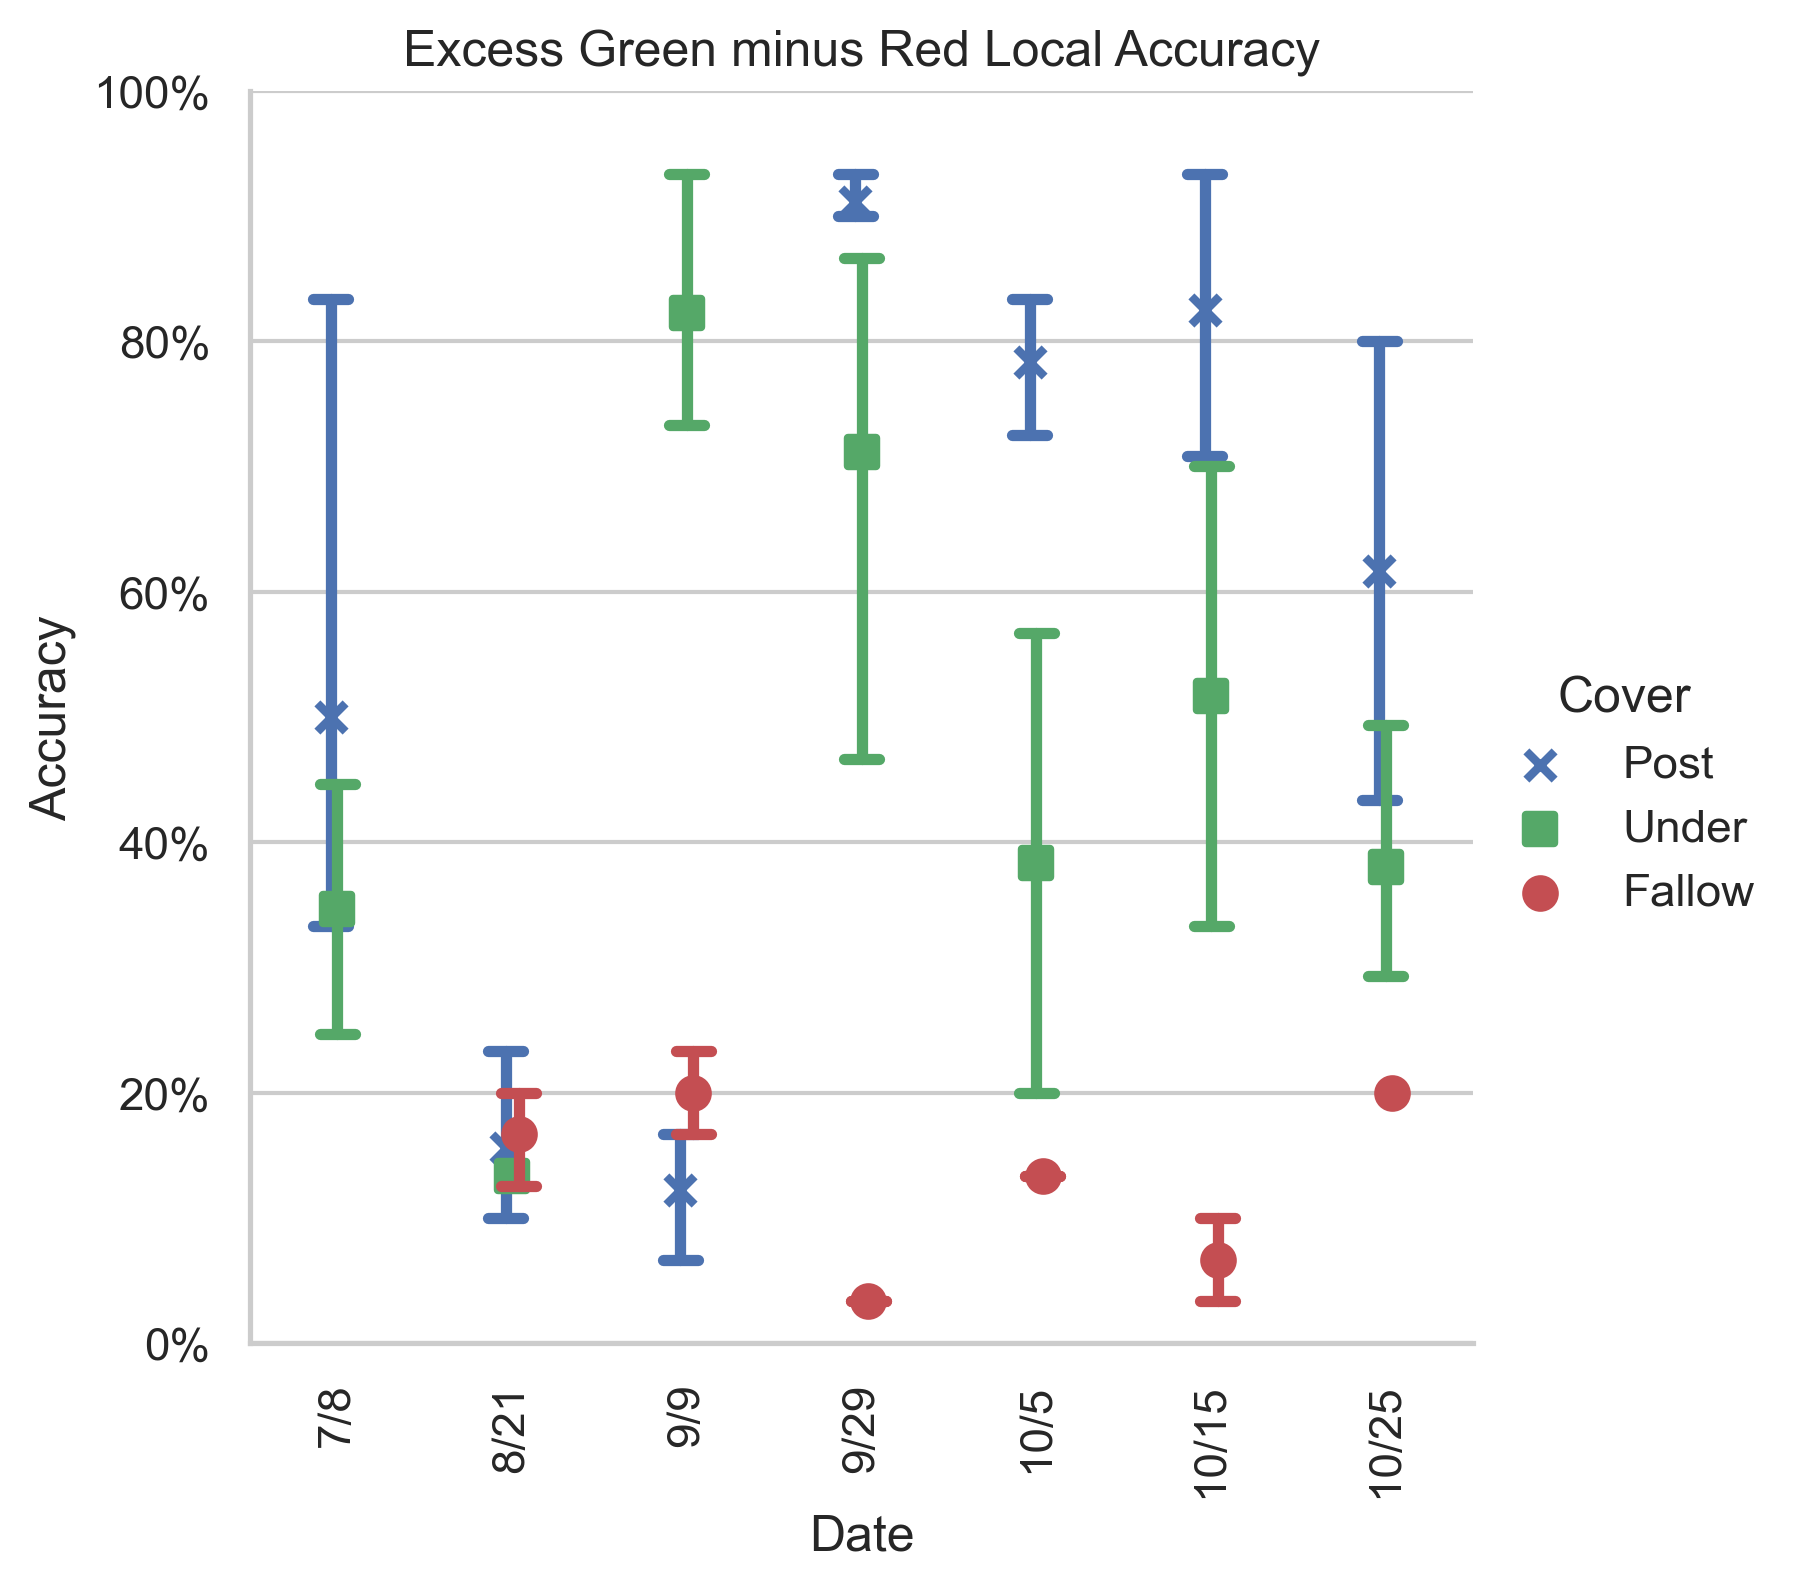 Excess Green minus Red Local Accuracy
100%
80%
60%
40%
20%
0%
Accuracy
7/8
8/21
9/9
9/29
10/5
10/15
10/25
Date
Cover
Post
Under
Fallow